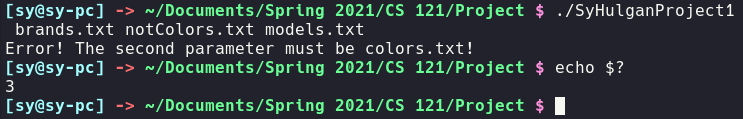 [sy@sy-pc] -> ~/Documents/Spring 2021/CS 121/Project $ ./SyHulganProject1
brands.txt notColors.txt models.txt
Error! The second parameter must be colors.txt!
[sy@sy-pc] -> ~/Documents/Spring 2021/CS 121/Project $ echo $?
3
[sy@sy-pc] -> ~/Documents/Spring 2021/CS 121/Project $